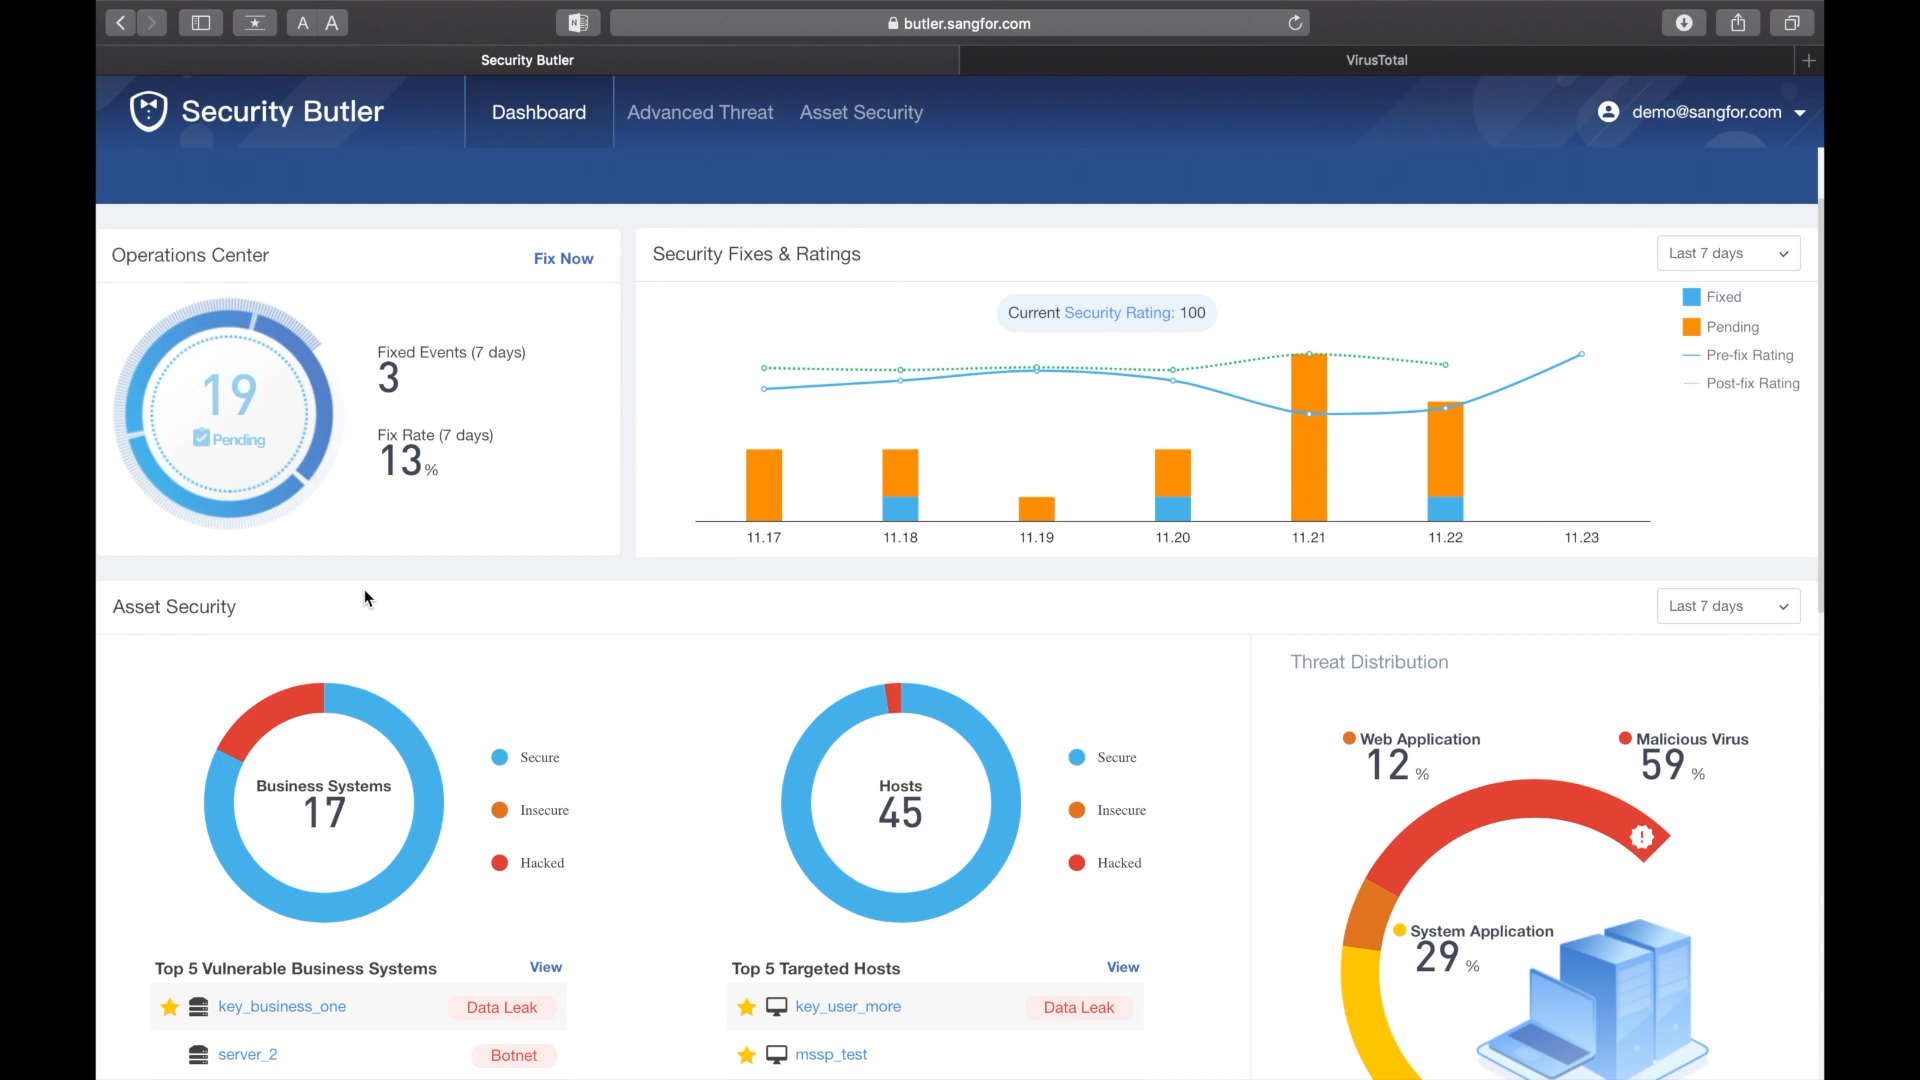 A A
butler.sangfor.com
Security Butler
VirusTotal
Security Butler
Dashboard
Advanced Threat
Asset Security
demo@sangfor.com
Operations Center
Fix Now
19
Pending
Fixed Events (7 days)
3
Fix Rate (7 days)
13%
Security Fixes & Ratings
Last 7 days
Current Security Rating: 100
Fixed
Pending
Pre-fix Rating
Post-fix Rating
11.17
11.18
11.19
11.20
11.21
11.22
11.23
Asset Security
Last 7 days
Business Systems
17
Secure
Insecure
Hacked
Hosts
45
Secure
Insecure
Hacked
Threat Distribution
Web Application
12 %
Malicious Virus
59 %
System Application
29 %
Top 5 Vulnerable Business Systems
View
key_business_one
Data Leak
server_2
Botnet
Top 5 Targeted Hosts
View
key_user_more
Data Leak
mssp_test